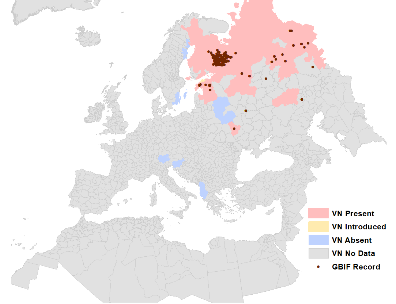 VN Present
VN Introduced
VN Absent
VN No Data
GBIF Record